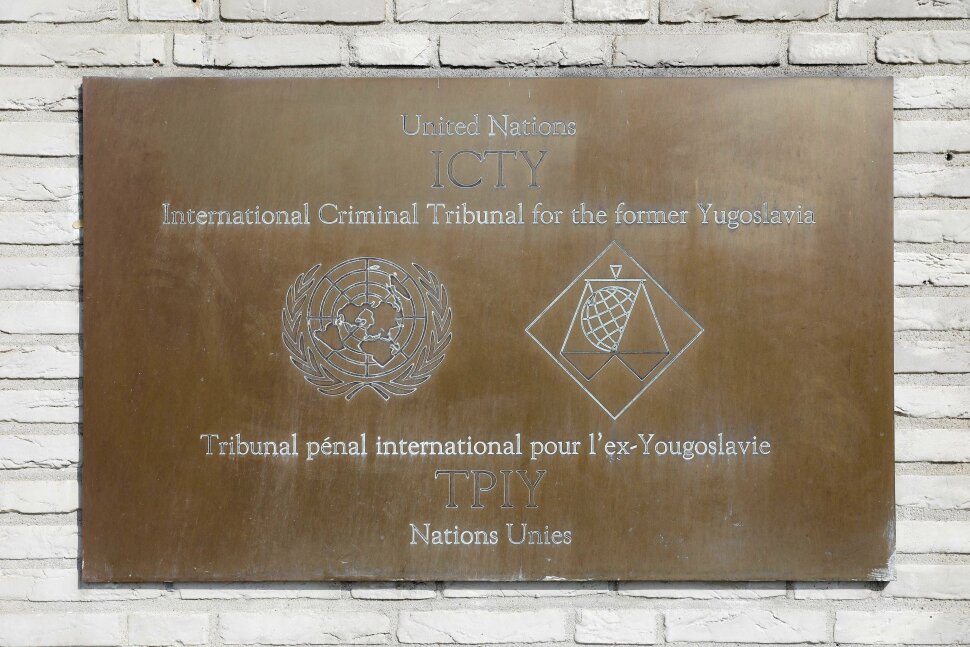 United Nations
ICTY
International Criminal Tribunal for the former Yugoslavia
Tribunal pénal international pour l'ex-Yougoslavie
TPIY
Nations Unies